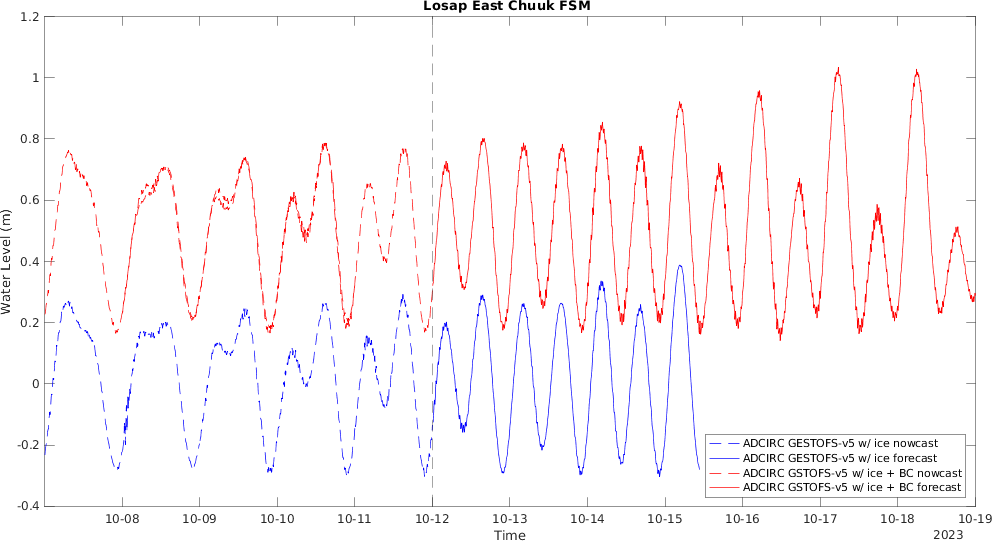 Losap East Chuuk FSM
1.2
1
0.8
0.6
0.4
0.2
0
-0.2
-0.4
Water Level (m)
ADCIRC GESTOFS-v5 w/ ice nowcast
ADCIRC GESTOFS-v5 w/ ice forecast
ADCIRC GSTOFS-v5 w/ ice + BC nowcast
ADCIRC GSTOFS-v5 w/ ice + BC forecast
10-08 10-09 10-10 10-11 10-12 10-13 10-14 10-15 10-16 10-17 10-18 10-19
Time
2023